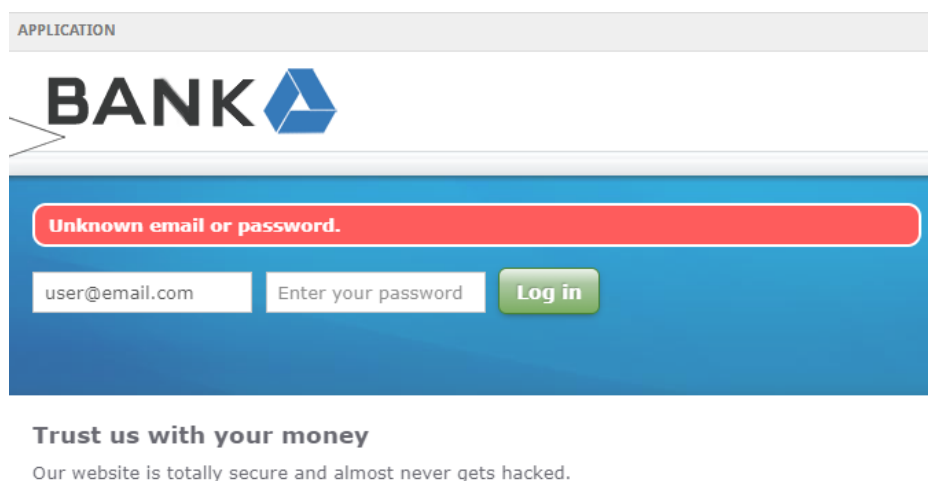 APPLICATION
BANK
Unknown email or password.
user@email.com Enter your password Log in
Trust us with your money
Our website is totally secure and almost never gets hacked.